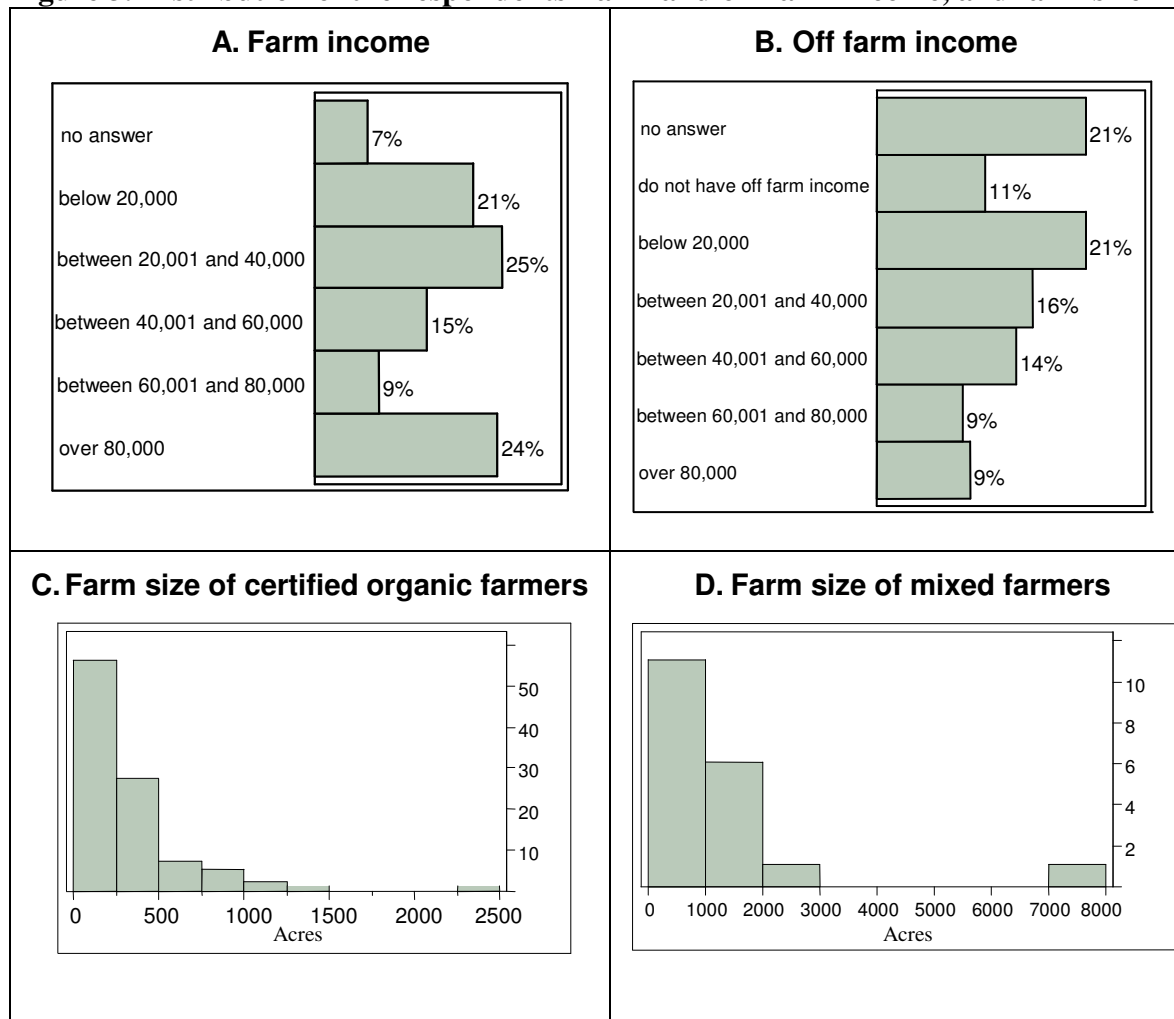 A. Farm income
no answer
7%
below 20,000
21%
between 20,001 and 40,000
25%
between 40,001 and 60,000
15%
between 60,001 and 80,000
9%
over 80,000
24%
B. Off farm income
no answer
21%
do not have off farm income
11%
below 20,000
21%
between 20,001 and 40,000
16%
between 40,001 and 60,000
14%
between 60,001 and 80,000
9%
over 80,000
9%
C. Farm size of certified organic farmers
50
40
30
20
10
0 500 1000 1500 2000 2500
Acres
D. Farm size of mixed farmers
10
8
6
4
2
0 1000 2000 3000 4000 5000 6000 7000 8000
Acres